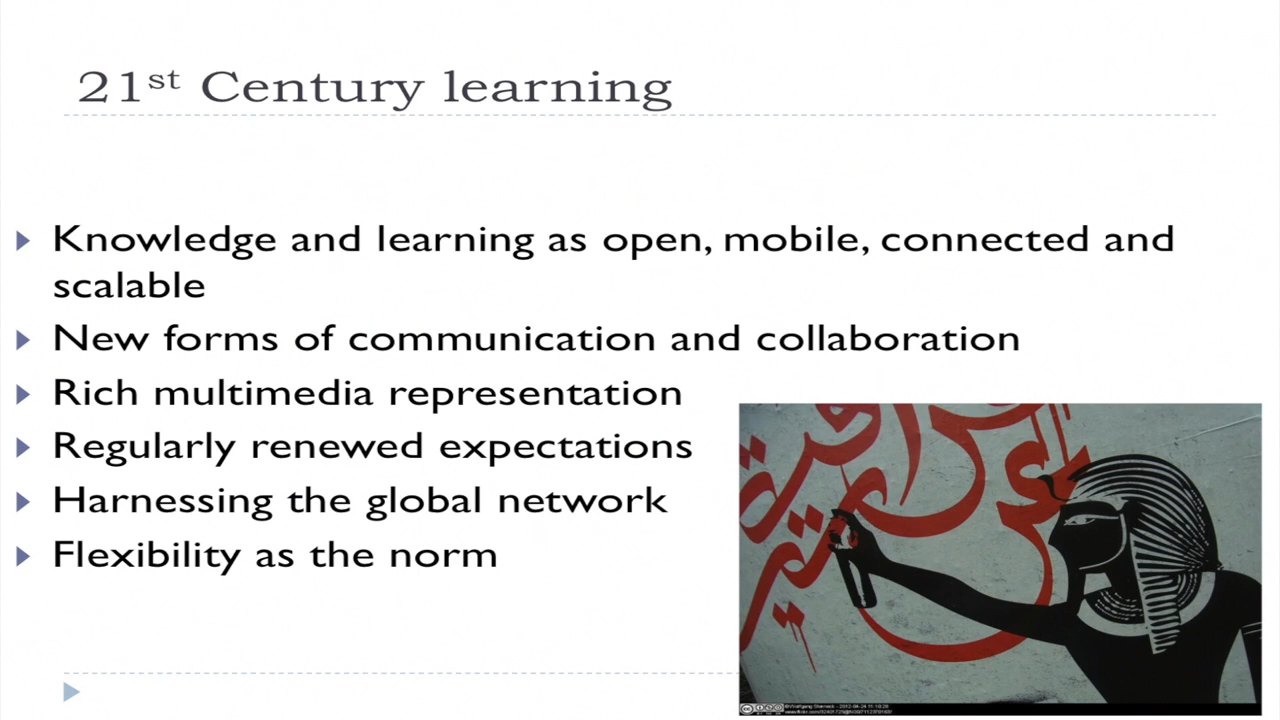 21st Century learning
Knowledge and learning as open, mobile, connected and
scalable
New forms of communication and collaboration
Rich multimedia representation
Regularly renewed expectations
Harnessing the global network
Flexibility as the norm